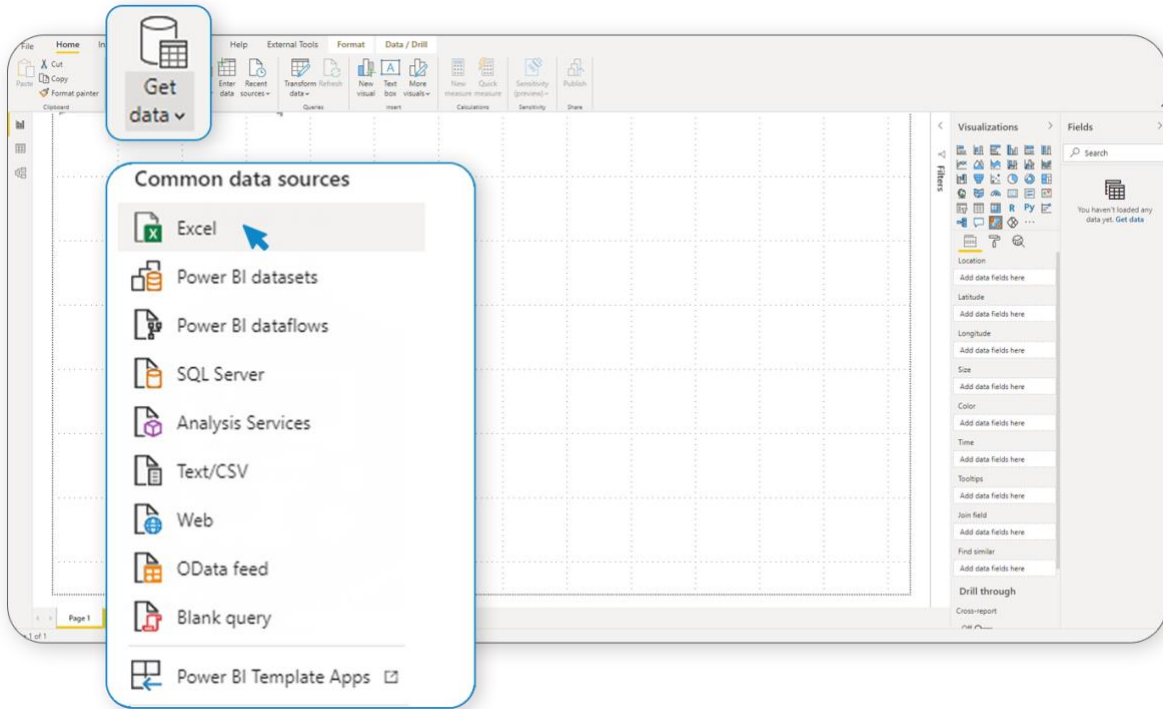 File
Home
In
Help
External Tools
Format
Data / Drill
Get
data
Paste
Cut
Copy
Format painter
Clipboard
Enter
data
Recent
sources
Transform
data
Refresh
Queries
New
visual
Text
box
More
visuals
Insert
New
measure
Quick
measure
Calculations
Sensitivity
(preview)
Sensitivity
Publish
Share
Common data sources
Excel
Power BI datasets
Power BI dataflows
SQL Server
Analysis Services
Text/CSV
Web
OData feed
Blank query
Power BI Template Apps
Page 1
1 of 1
Filters
Visualizations
R
Py
Location
Add data fields here
Latitude
Add data fields here
Longitude
Add data fields here
Size
Add data fields here
Color
Add data fields here
Time
Add data fields here
Tooltips
Add data fields here
Join field
Add data fields here
Find similar
Add data fields here
Drill through
Cross-report
Fields
Search
You haven't loaded any
data yet. Get data